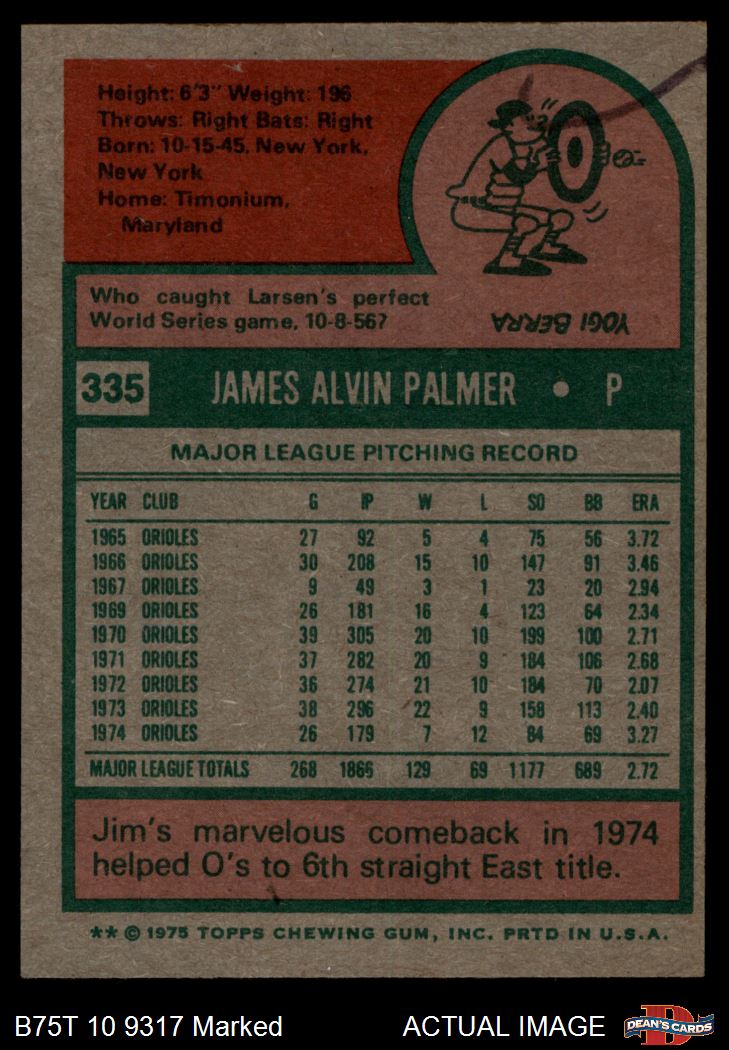 Height: 6'3" Weight: 196
Throws: Right Bats: Right
Born: 10-15-45, New York,
New York
Home: Timonium,
Maryland
Who caught Larsen's perfect
World Series game, 10-8-56?
YOGI BERRA
335 JAMES ALVIN PALMER • P
MAJOR LEAGUE PITCHING RECORD
YEAR CLUB G IP W L SO BB ERA
1965 ORIOLES 27 92 5 4 75 56 3.72
1966 ORIOLES 30 208 15 10 147 91 3.46
1967 ORIOLES 9 49 3 1 23 20 2.94
1969 ORIOLES 26 181 16 4 123 64 2.34
1970 ORIOLES 39 305 20 10 199 100 2.71
1971 ORIOLES 37 282 20 9 184 106 2.68
1972 ORIOLES 36 274 21 10 184 70 2.07
1973 ORIOLES 38 296 22 9 158 113 2.40
1974 ORIOLES 26 179 7 12 84 69 3.27
MAJOR LEAGUE TOTALS 268 1866 129 69 1177 689 2.72
Jim's marvelous comeback in 1974
helped O's to 6th straight East title.
** © 1975 TOPPS CHEWING GUM, INC. PRTD IN U.S.A.
B75T 10 9317 Marked ACTUAL IMAGE
D
DEAN'S CARDS